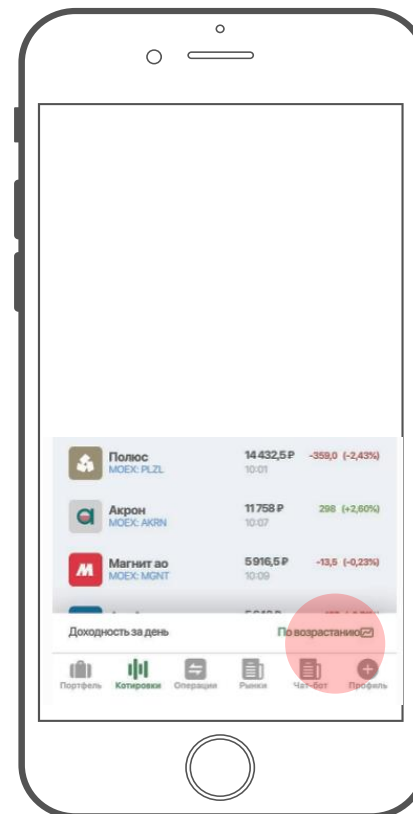 Полюс 14 432,5 ₽ -359,0 (-2,43%)
MOEX: PLZL 10:01
Акрон 11 758 ₽ 298 (+2,60%)
MOEX: AKRN 10:07
Магнит ао 5 916,5 ₽ -13,5 (-0,23%)
MOEX: MGNT 10:09
Доходность за день По возрастанию
Портфель Котировки Операции Рынки Чат-бот Профиль